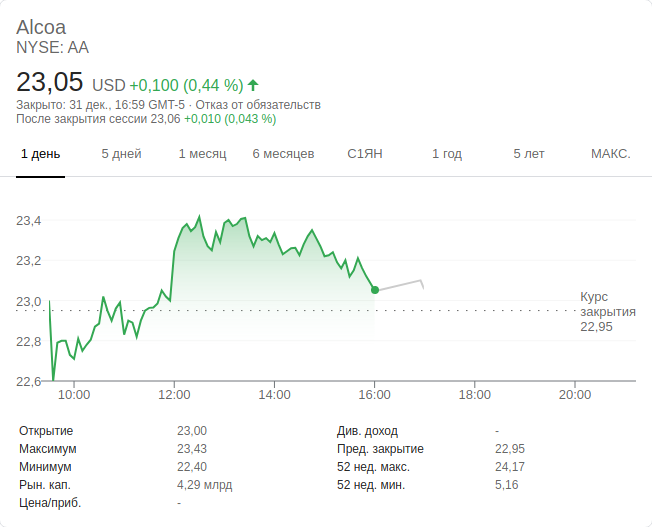 Alcoa
NYSE: AA
23,05 USD +0,100 (0,44 %)
Закрыто: 31 дек., 16:59 GMT-5 · Отказ от обязательств
После закрытия сессии 23,06 +0,010 (0,043 %)
1 день 5 дней 1 месяц 6 месяцев С1ЯН 1 год 5 лет МАКС.
23,4
23,2
23,0
22,8
22,6
Курс
закрытия
22,95
10:00 12:00 14:00 16:00 18:00 20:00
Открытие 23,00 Див. доход -
Максимум 23,43 Пред. закрытие 22,95
Минимум 22,40 52 нед. макс. 24,17
Рын. кап. 4,29 млрд 52 нед. мин. 5,16
Цена/приб. -